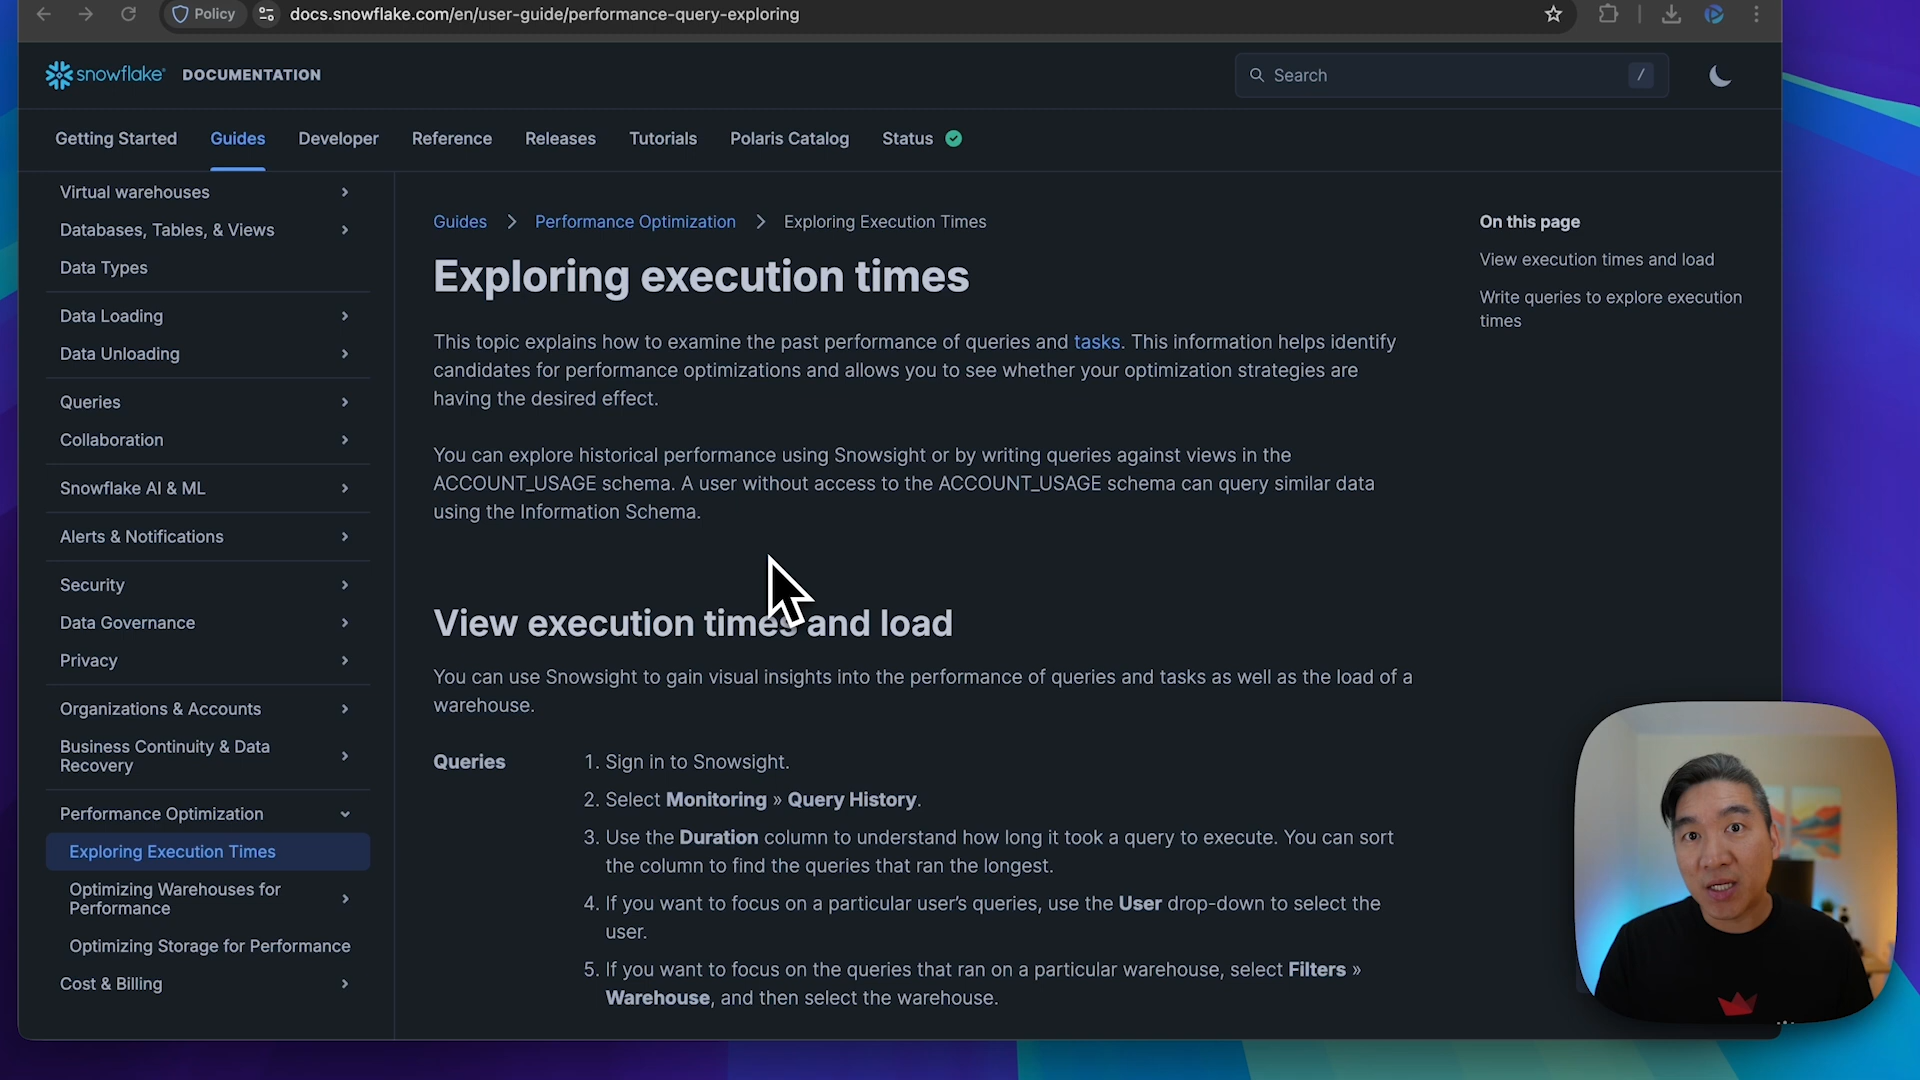 Policy
docs.snowflake.com/en/user-guide/performance-query-exploring
snowflake DOCUMENTATION
Search
/
Getting Started
Guides
Developer
Reference
Releases
Tutorials
Polaris Catalog
Status
Virtual warehouses
Databases, Tables, & Views
Data Types
Data Loading
Data Unloading
Queries
Collaboration
Snowflake AI & ML
Alerts & Notifications
Security
Data Governance
Privacy
Organizations & Accounts
Business Continuity & Data
Recovery
Performance Optimization
Exploring Execution Times
Optimizing Warehouses for
Performance
Optimizing Storage for Performance
Cost & Billing
Guides > Performance Optimization > Exploring Execution Times
Exploring execution times
This topic explains how to examine the past performance of queries and tasks. This information helps identify
candidates for performance optimizations and allows you to see whether your optimization strategies are
having the desired effect.
You can explore historical performance using Snowsight or by writing queries against views in the
ACCOUNT_USAGE schema. A user without access to the ACCOUNT_USAGE schema can query similar data
using the Information Schema.
View execution times and load
You can use Snowsight to gain visual insights into the performance of queries and tasks as well as the load of a
warehouse.
Queries
1. Sign in to Snowsight.
2. Select Monitoring » Query History.
3. Use the Duration column to understand how long it took a query to execute. You can sort
the column to find the queries that ran the longest.
4. If you want to focus on a particular user's queries, use the User drop-down to select the
user.
5. If you want to focus on the queries that ran on a particular warehouse, select Filters »
Warehouse, and then select the warehouse.
On this page
View execution times and load
Write queries to explore execution
times